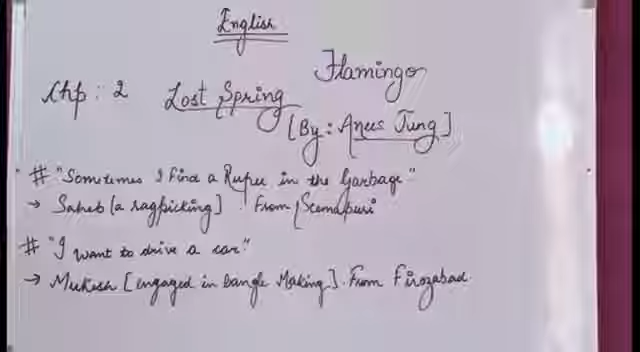 English
Flamingo
Chp : 2 Lost Spring
[By : Anees Jung]
# "Sometimes I find a Rupee in the Garbage"
→ Saheb [a ragpicking]. From Seemapuri
# "I want to drive a car"
→ Mukesh [engaged in bangle Making]. From Firozabad